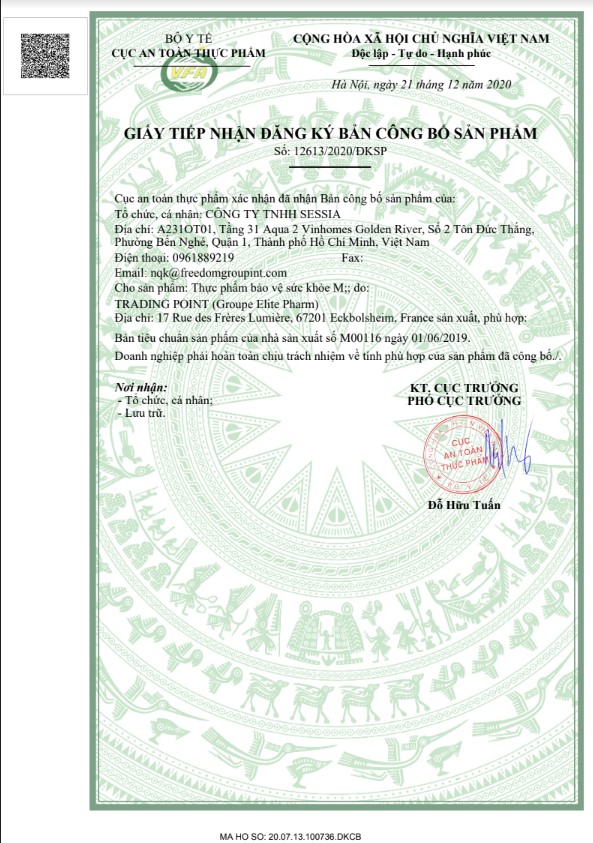 BỘ Y TẾ
CỤC AN TOÀN THỰC PHẨM
VFA
CỘNG HÒA XÃ HỘI CHỦ NGHĨA VIỆT NAM
Độc lập - Tự do - Hạnh phúc
Hà Nội, ngày 21 tháng 12 năm 2020
GIẤY TIẾP NHẬN ĐĂNG KÝ BẢN CÔNG BỐ SẢN PHẨM
Số: 12613/2020/ĐKSP
Cục an toàn thực phẩm xác nhận đã nhận Bản công bố sản phẩm của:
Tổ chức, cá nhân: CÔNG TY TNHH SESSIA
Địa chỉ: A231OT01, Tầng 31 Aqua 2 Vinhomes Golden River, Số 2 Tôn Đức Thắng,
Phường Bến Nghé, Quận 1, Thành phố Hồ Chí Minh, Việt Nam
Điện thoại: 0961889219 Fax:
Email: nqk@freedomgroupint.com
Cho sản phẩm: Thực phẩm bảo vệ sức khỏe M;; do:
TRADING POINT (Groupe Elite Pharm)
Địa chỉ: 17 Rue des Frères Lumière, 67201 Eckbolsheim, France sản xuất, phù hợp:
Bản tiêu chuẩn sản phẩm của nhà sản xuất số M00116 ngày 01/06/2019.
Doanh nghiệp phải hoàn toàn chịu trách nhiệm về tính phù hợp của sản phẩm đã công bố./.
Nơi nhận:
- Tổ chức, cá nhân;
- Lưu trữ.
KT. CỤC TRƯỞNG
PHÓ CỤC TRƯỞNG
CỤC
AN TOÀN
THỰC PHẨM
Đỗ Hữu Tuấn
MA HO SO: 20.07.13.100736.DKCB